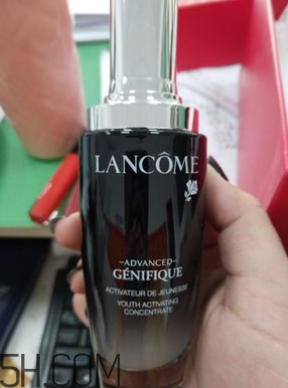 LANCÔME
-ADVANCED-
GÉNIFIQUE
ACTIVATEUR DE JEUNESSE
YOUTH ACTIVATING
CONCENTRATE
5H.COM